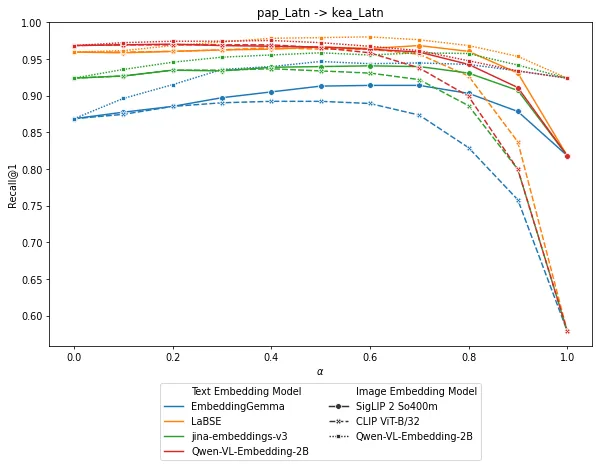 pap_Latn -> kea_Latn
Recall@1
1.00
0.95
0.90
0.85
0.80
0.75
0.70
0.65
0.60
0.0
0.2
0.4
0.6
0.8
1.0
α
Text Embedding Model
EmbeddingGemma
LaBSE
jina-embeddings-v3
Qwen-VL-Embedding-2B
Image Embedding Model
SigLIP 2 So400m
CLIP ViT-B/32
Qwen-VL-Embedding-2B